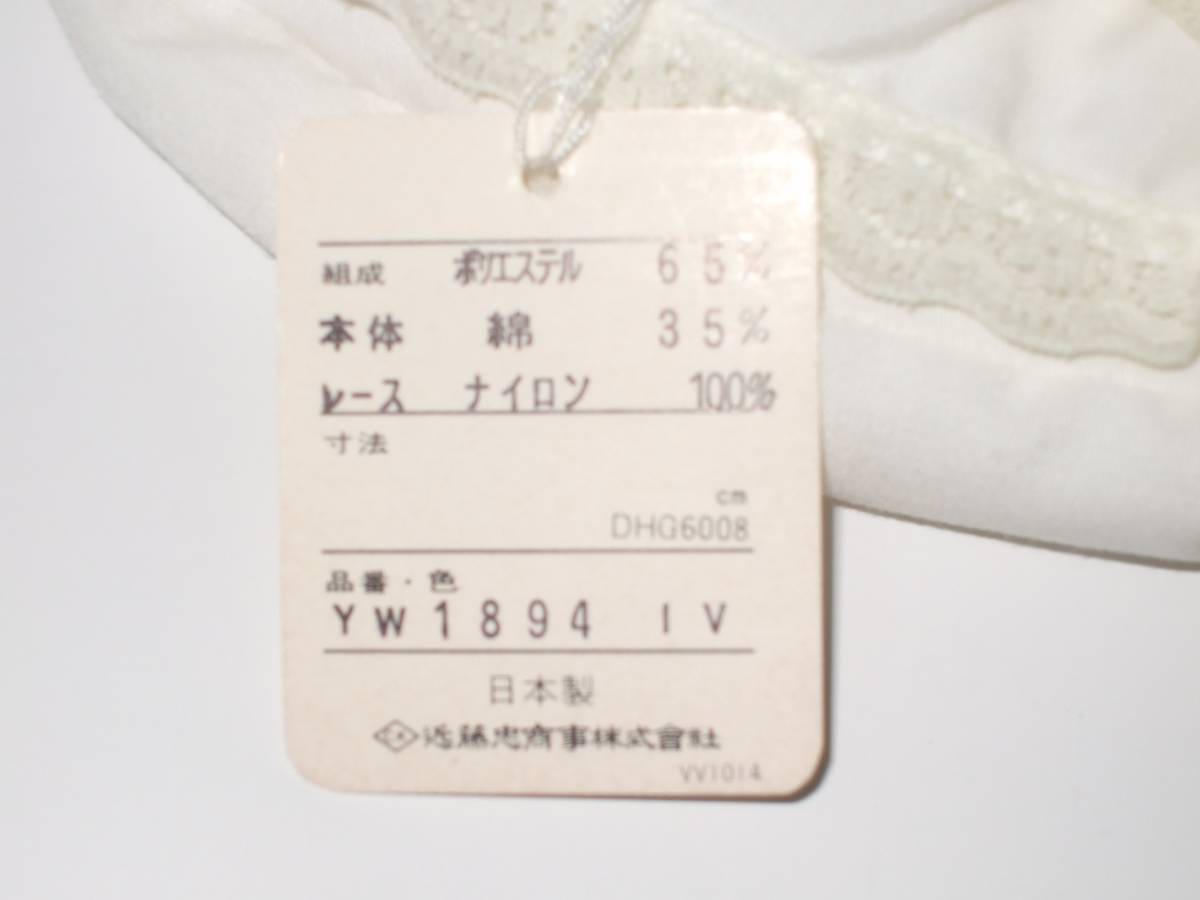 組成 ポリエステル 65%
本体 綿 35%
レース ナイロン 100%
寸法
cm
DHG6008
品番・色
YW1894 IV
日本製
近藤忠商事株式會社
VV1014